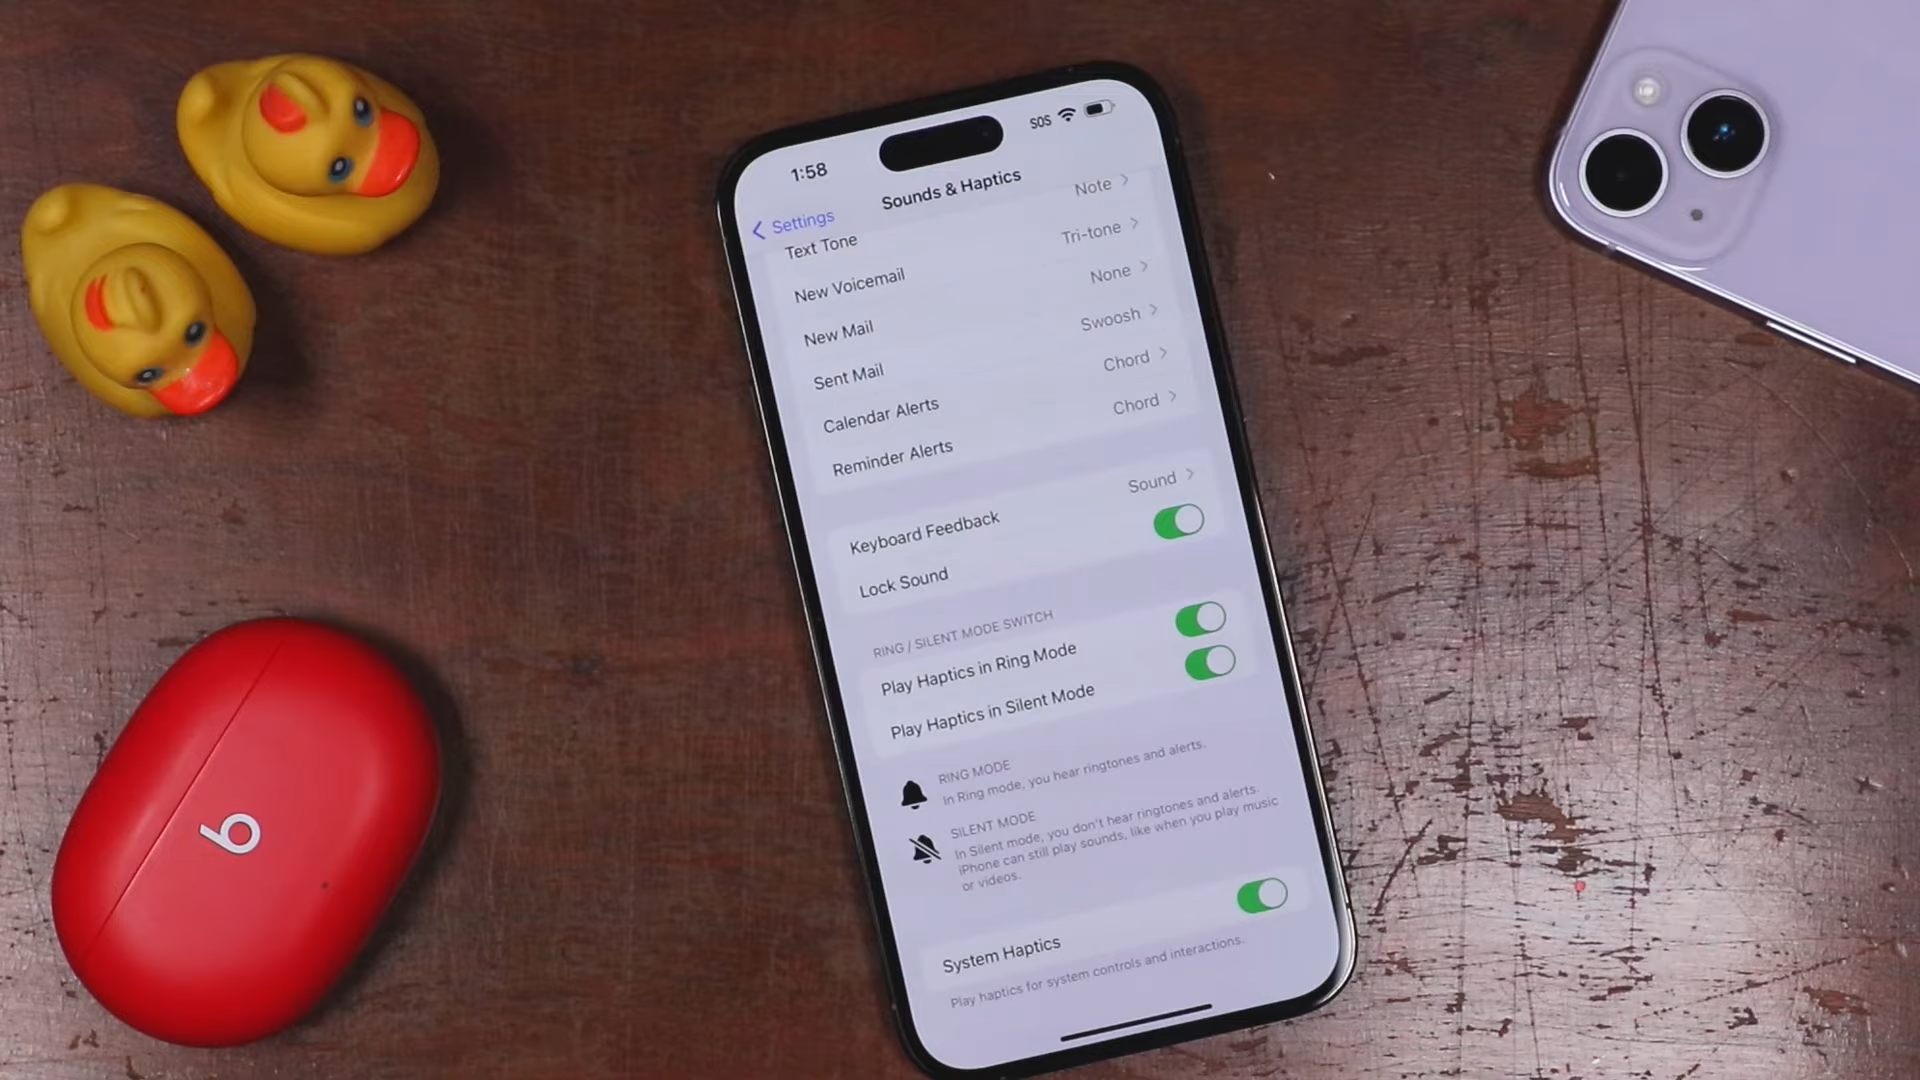 1:58
SOS
Settings
Sounds & Haptics
Text Tone Note
New Voicemail Tri-tone
New Mail None
Sent Mail Swoosh
Calendar Alerts Chord
Reminder Alerts Chord
Keyboard Feedback Sound
Lock Sound
RING / SILENT MODE SWITCH
Play Haptics in Ring Mode
Play Haptics in Silent Mode
RING MODE
In Ring mode, you hear ringtones and alerts.
SILENT MODE
In Silent mode, you don't hear ringtones and alerts.
iPhone can still play sounds, like when you play music
or videos.
System Haptics
Play haptics for system controls and interactions.